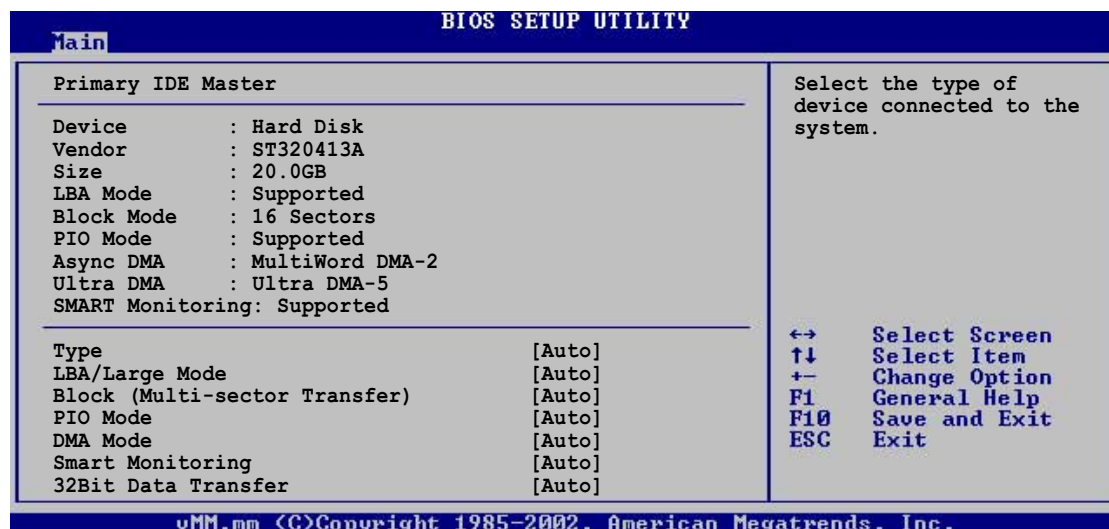 BIOS SETUP UTILITY
Main
Primary IDE Master
Device : Hard Disk
Vendor : ST320413A
Size : 20.0GB
LBA Mode : Supported
Block Mode : 16 Sectors
PIO Mode : Supported
Async DMA : MultiWord DMA-2
Ultra DMA : Ultra DMA-5
SMART Monitoring: Supported
Type [Auto]
LBA/Large Mode [Auto]
Block (Multi-sector Transfer) [Auto]
PIO Mode [Auto]
DMA Mode [Auto]
Smart Monitoring [Auto]
32Bit Data Transfer [Auto]
Select the type of
device connected to the
system.
←→ Select Screen
↑↓ Select Item
+- Change Option
F1 General Help
F10 Save and Exit
ESC Exit
vMM.mm (C)Copyright 1985-2002, American Megatrends, Inc.